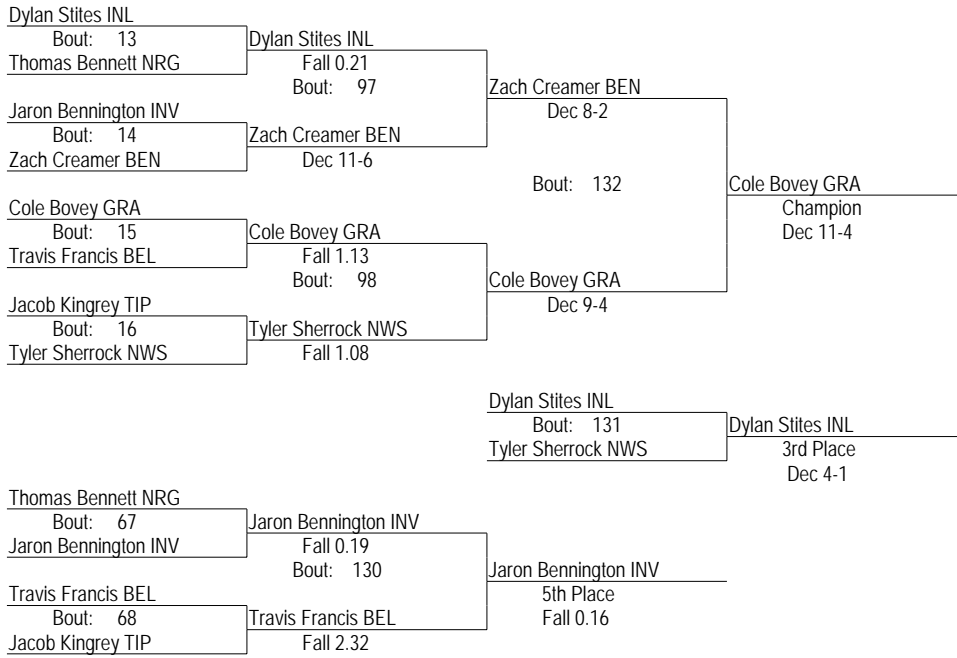 Dylan Stites INL
Bout: 13
Thomas Bennett NRG
Dylan Stites INL
Fall 0.21
Bout: 97
Jaron Bennington INV
Bout: 14
Zach Creamer BEN
Zach Creamer BEN
Dec 11-6
Zach Creamer BEN
Dec 8-2
Bout: 132
Cole Bovey GRA
Bout: 15
Travis Francis BEL
Cole Bovey GRA
Fall 1.13
Bout: 98
Jacob Kingrey TIP
Bout: 16
Tyler Sherrock NWS
Tyler Sherrock NWS
Fall 1.08
Cole Bovey GRA
Dec 9-4
Cole Bovey GRA
Champion
Dec 11-4
Dylan Stites INL
Bout: 131
Tyler Sherrock NWS
Dylan Stites INL
3rd Place
Dec 4-1
Thomas Bennett NRG
Bout: 67
Jaron Bennington INV
Jaron Bennington INV
Fall 0.19
Bout: 130
Travis Francis BEL
Bout: 68
Jacob Kingrey TIP
Travis Francis BEL
Fall 2.32
Jaron Bennington INV
5th Place
Fall 0.16